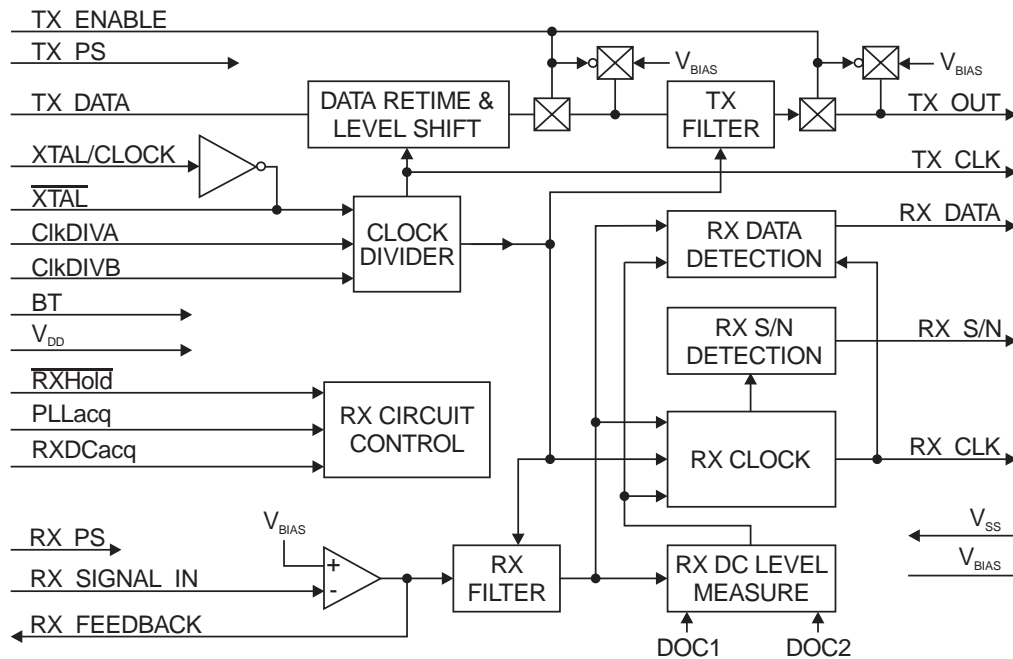 TX ENABLE
TX PS
TX DATA
DATA RETIME &
LEVEL SHIFT
V_BIAS
TX
FILTER
V_BIAS
TX OUT
XTAL/CLOCK
TX CLK
XTAL
ClkDIVA
ClkDIVB
CLOCK
DIVIDER
RX DATA
DETECTION
RX DATA
BT
V_DD
RX S/N
DETECTION
RX S/N
RXHold
PLLacq
RXDCacq
RX CIRCUIT
CONTROL
RX CLOCK
RX CLK
V_BIAS
RX PS
RX SIGNAL IN
RX FEEDBACK
+
-
RX
FILTER
RX DC LEVEL
MEASURE
V_SS
V_BIAS
DOC1
DOC2